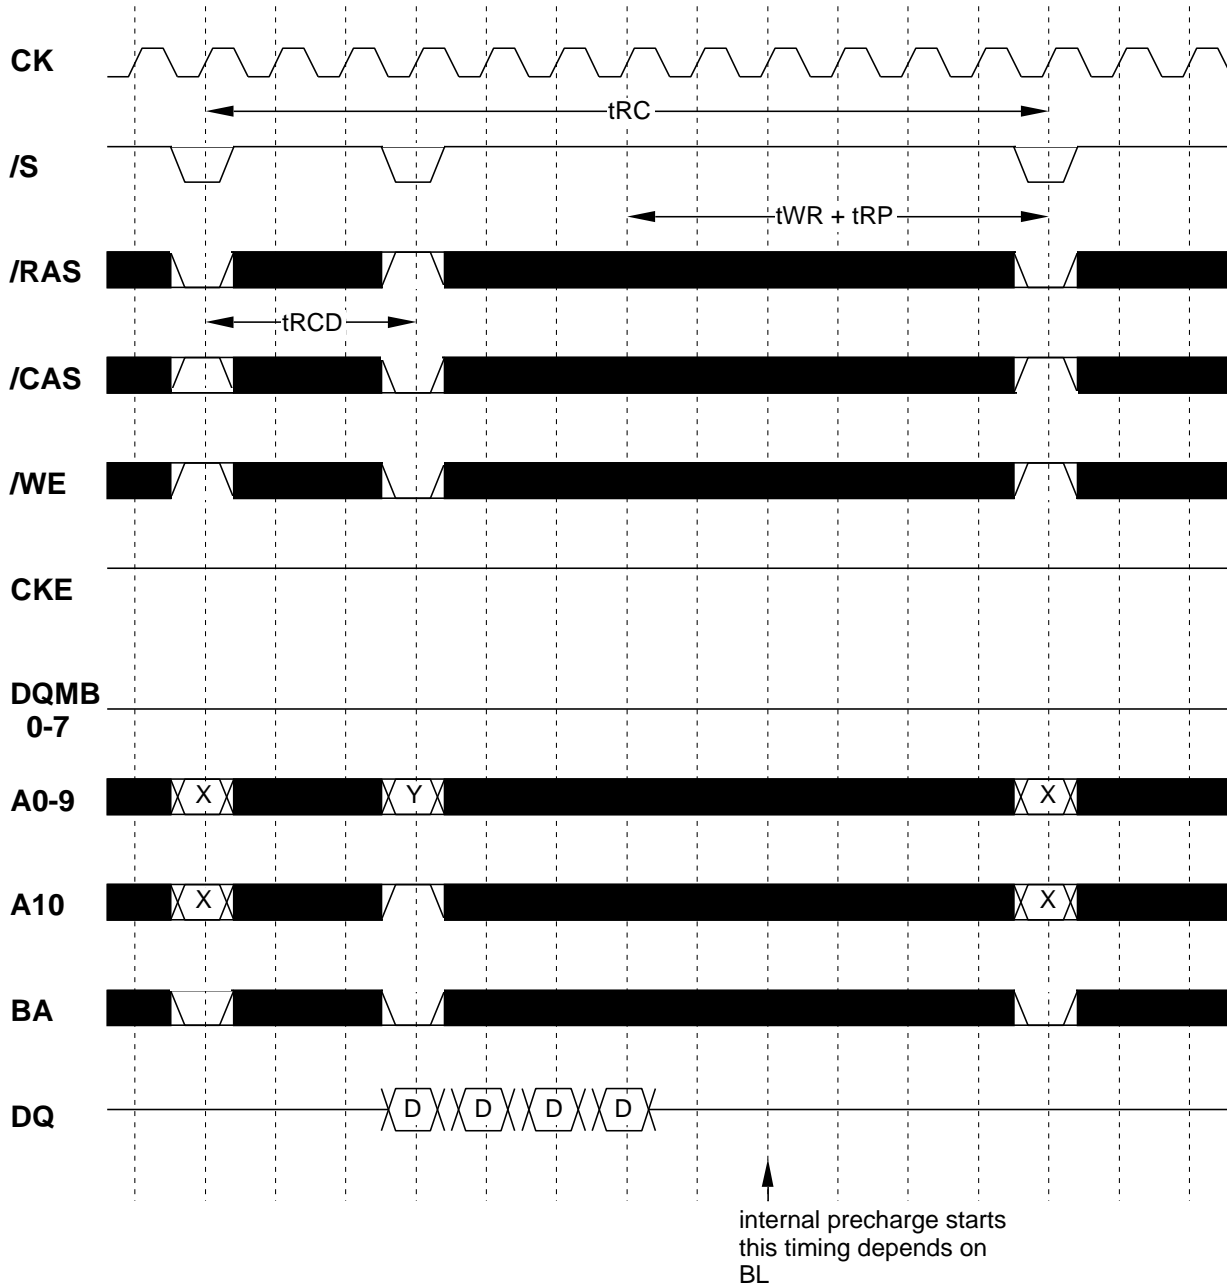 CK
tRC
/S
tWR + tRP
/RAS
tRCD
/CAS
/WE
CKE
DQMB
0-7
A0-9 X Y X
A10 X X
BA
DQ D D D D
internal precharge starts
this timing depends on
BL